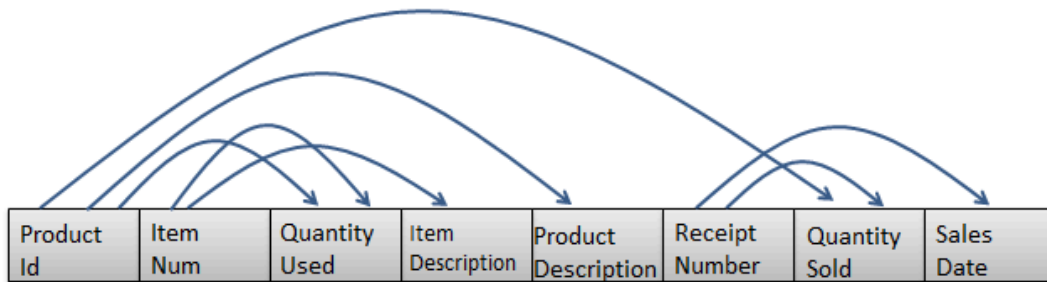 Product
Id
Item
Num
Quantity
Used
Item
Description
Product
Description
Receipt
Number
Quantity
Sold
Sales
Date